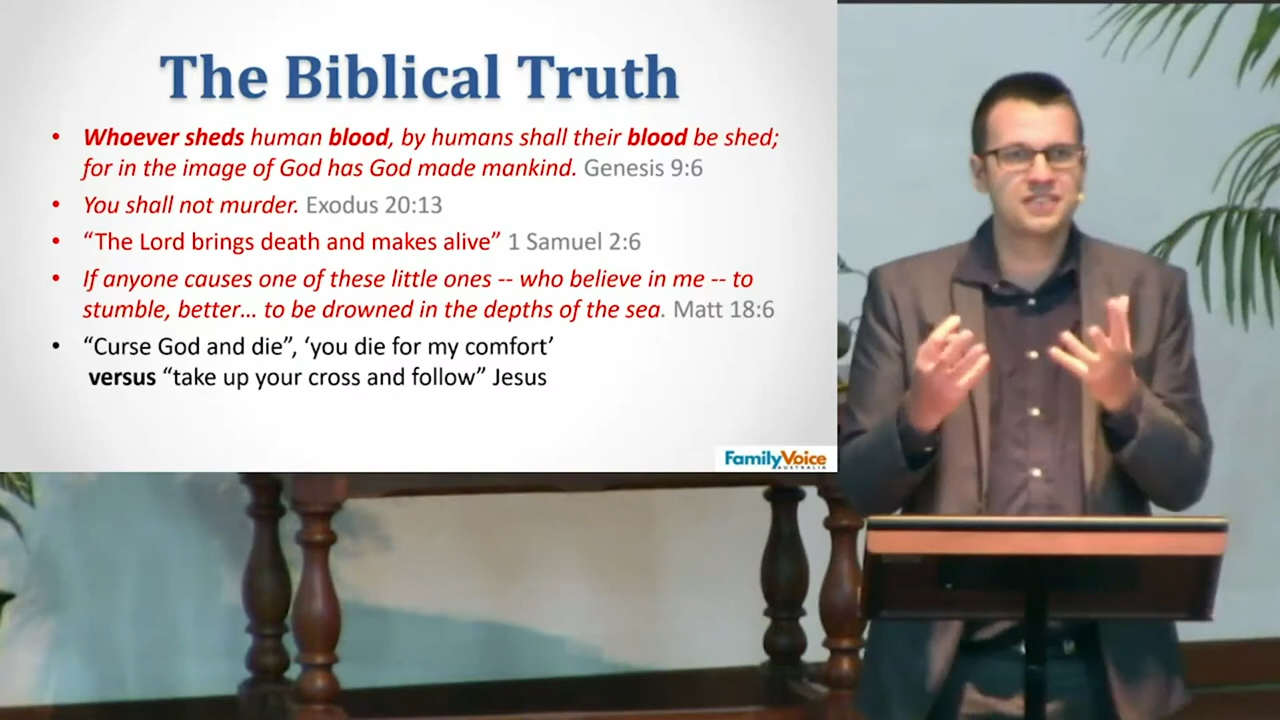 The Biblical Truth
• Whoever sheds human blood, by humans shall their blood be shed;
for in the image of God has God made mankind. Genesis 9:6
• You shall not murder. Exodus 20:13
• “The Lord brings death and makes alive” 1 Samuel 2:6
• If anyone causes one of these little ones -- who believe in me -- to
stumble, better... to be drowned in the depths of the sea. Matt 18:6
• “Curse God and die”, ‘you die for my comfort’
versus “take up your cross and follow” Jesus
FamilyVoice
AUSTRALIA